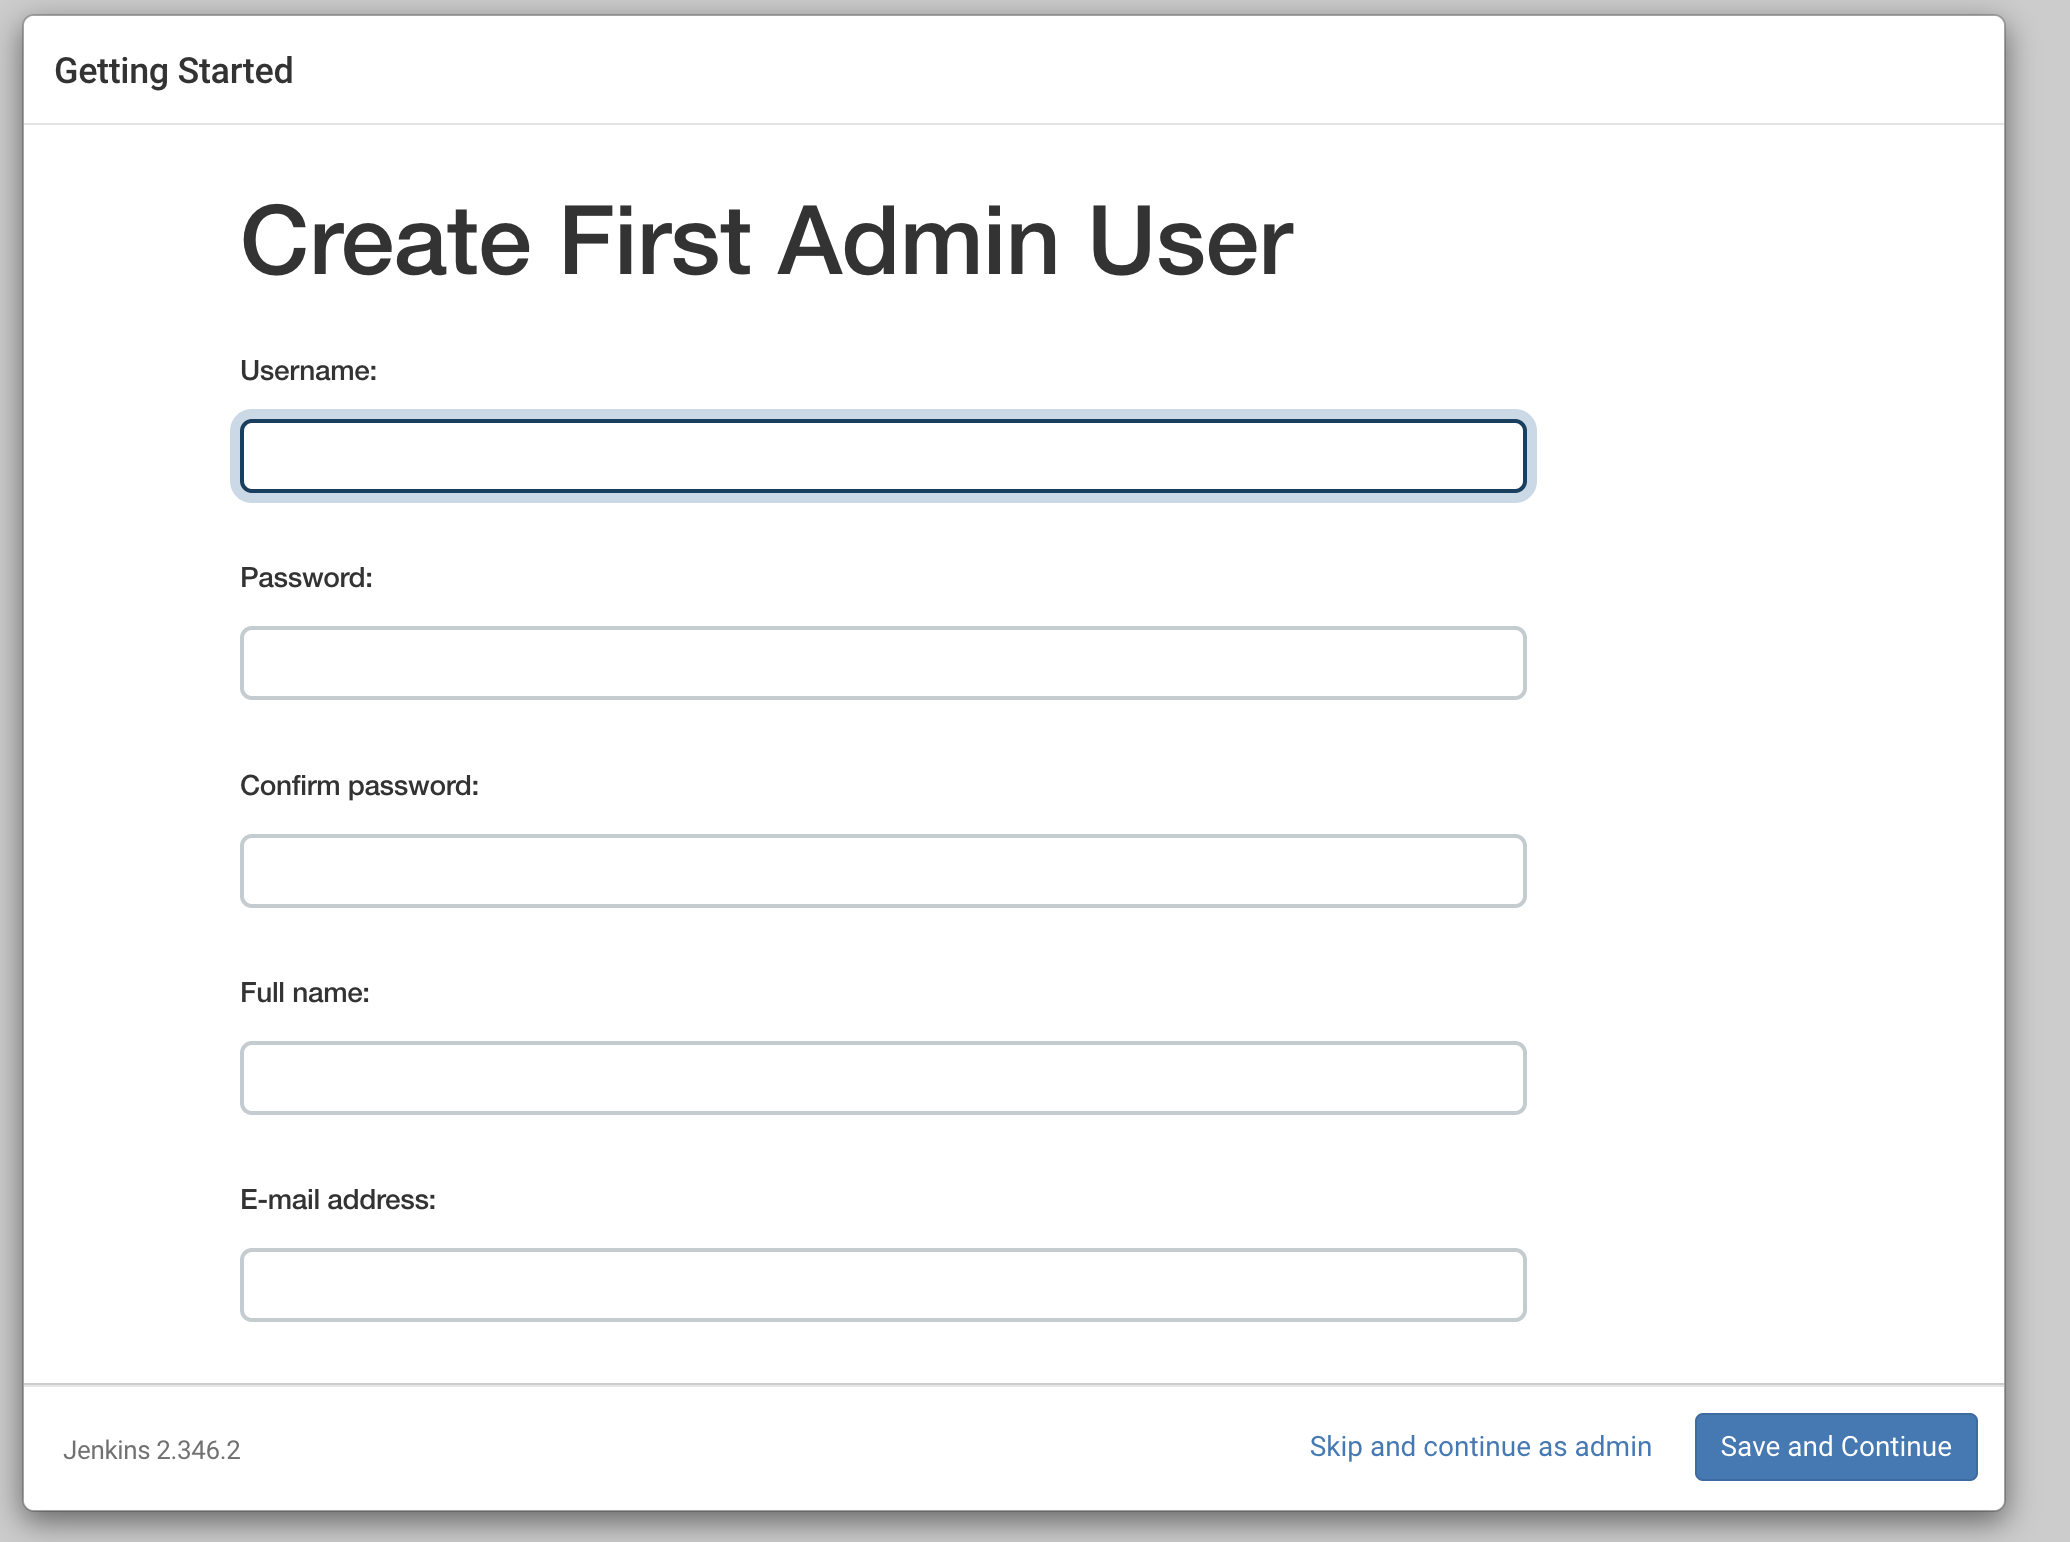 Getting Started
Create First Admin User
Username:
Password:
Confirm password:
Full name:
E-mail address:
Jenkins 2.346.2
Skip and continue as admin
Save and Continue